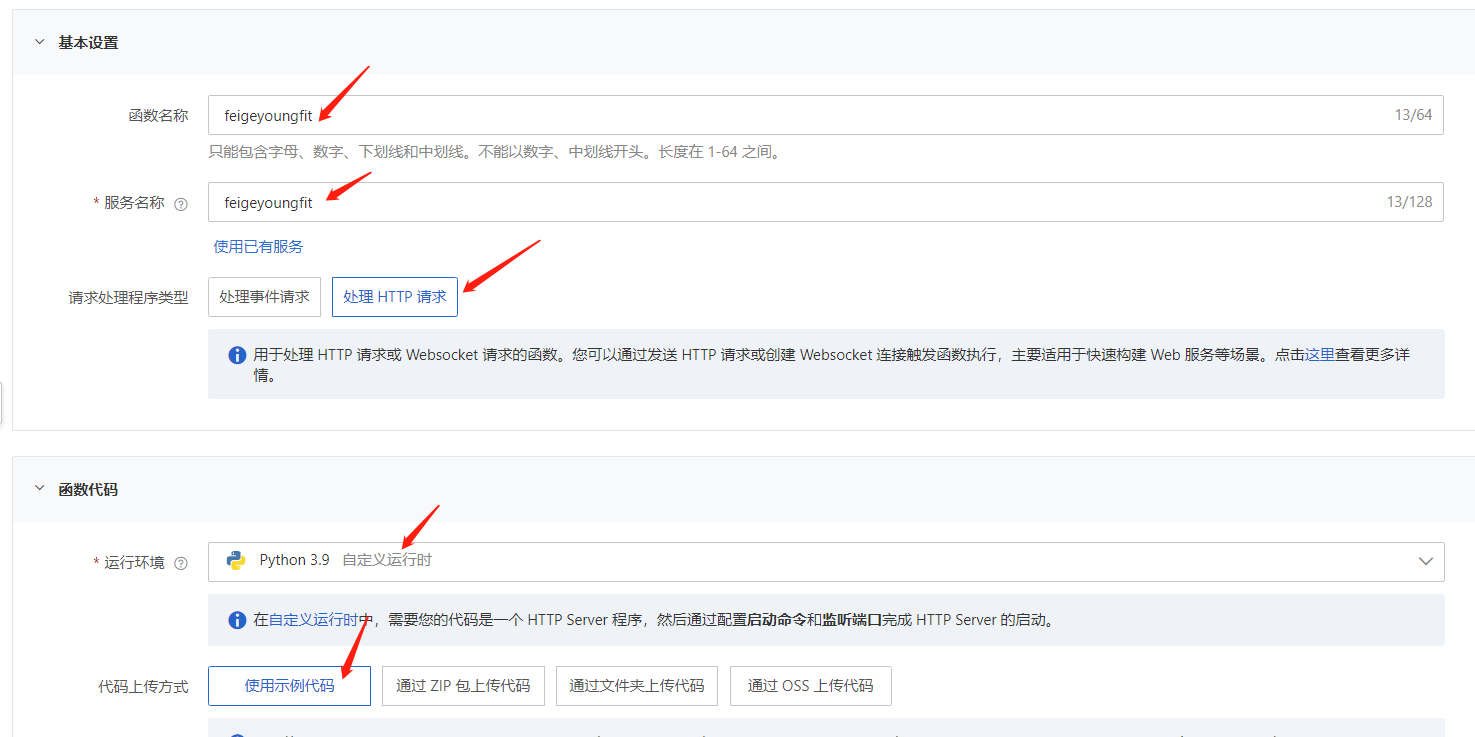 基本设置
函数名称 feigeyoungfit 13/64
只能包含字母、数字、下划线和中划线。不能以数字、中划线开头。长度在 1-64 之间。
* 服务名称 feigeyoungfit 13/128
使用已有服务
请求处理程序类型 处理事件请求 处理 HTTP 请求
用于处理 HTTP 请求或 Websocket 请求的函数。您可以通过发送 HTTP 请求或创建 Websocket 连接触发函数执行，主要适用于快速构建 Web 服务等场景。点击这里查看更多详
情。
函数代码
* 运行环境 Python 3.9 自定义运行时
在自定义运行时中，需要您的代码是一个 HTTP Server 程序，然后通过配置启动命令和监听端口完成 HTTP Server 的启动。
代码上传方式 使用示例代码 通过 ZIP 包上传代码 通过文件夹上传代码 通过 OSS 上传代码